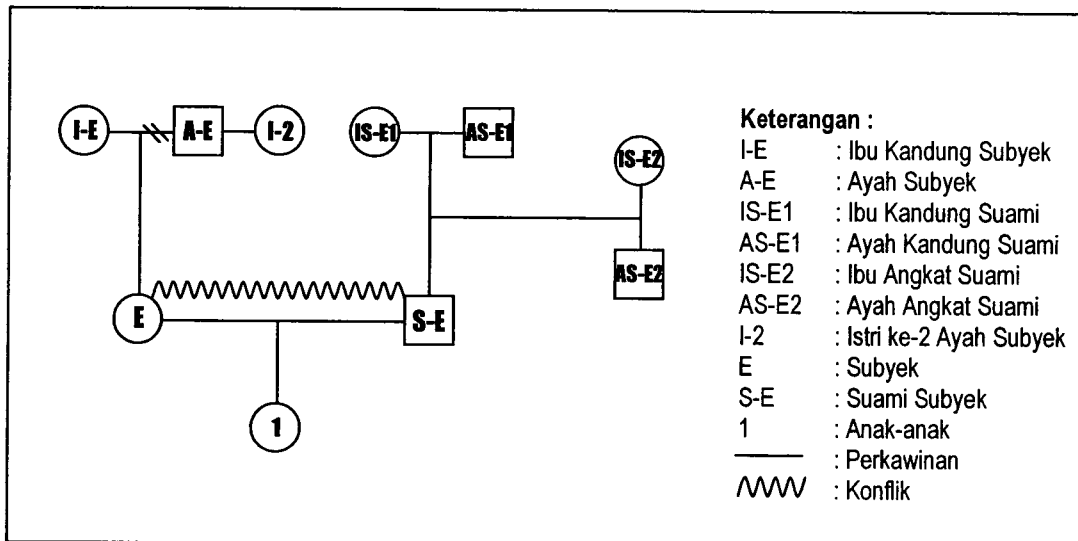 I-E A-E I-2 IS-E1 AS-E1
IS-E2
AS-E2
E S-E
1
Keterangan :
I-E : Ibu Kandung Subyek
A-E : Ayah Subyek
IS-E1 : Ibu Kandung Suami
AS-E1 : Ayah Kandung Suami
IS-E2 : Ibu Angkat Suami
AS-E2 : Ayah Angkat Suami
I-2 : Istri ke-2 Ayah Subyek
E : Subyek
S-E : Suami Subyek
1 : Anak-anak
: Perkawinan
: Konflik